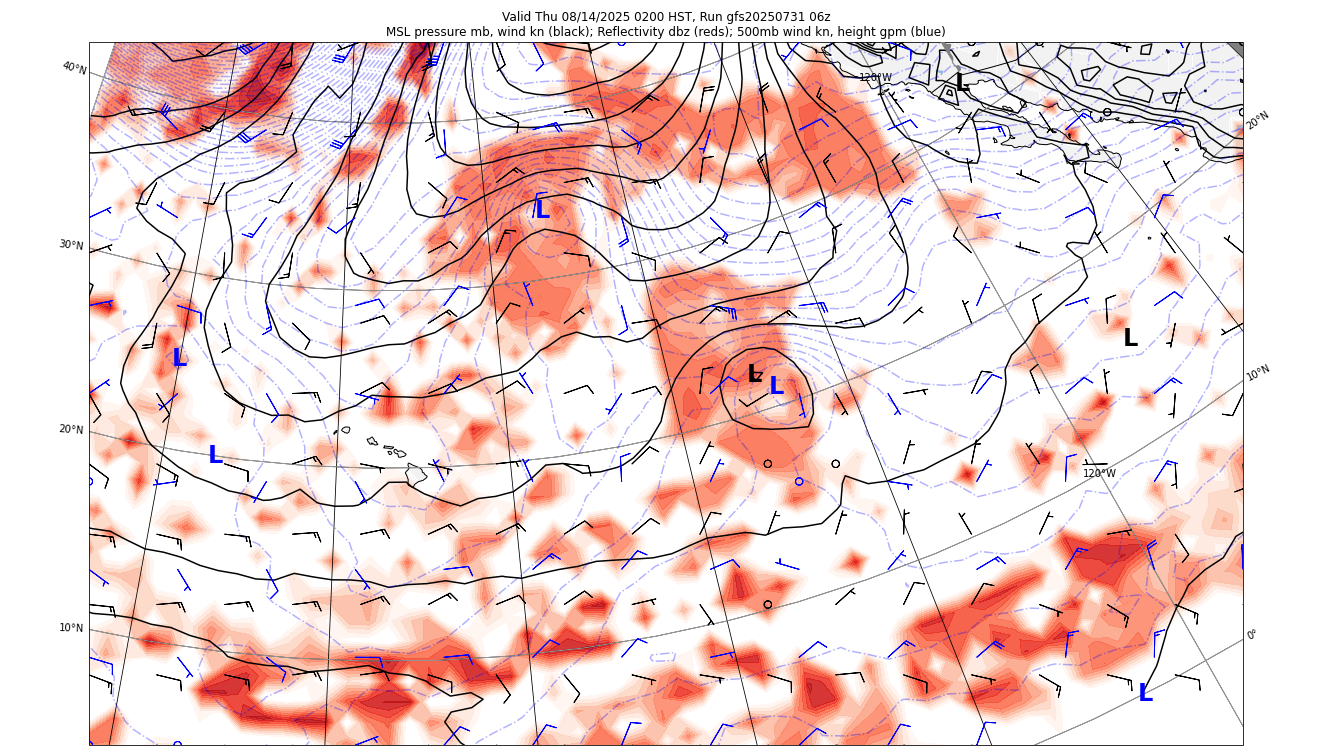 Valid Thu 08/14/2025 0200 HST, Run gfs20250731 06z
MSL pressure mb, wind kn (black); Reflectivity dbz (reds); 500mb wind kn, height gpm (blue)
40°N
120°W
L
20°N
30°N
L
L
L
L
L
10°N
20°N
L
120°W
10°N
0°
L